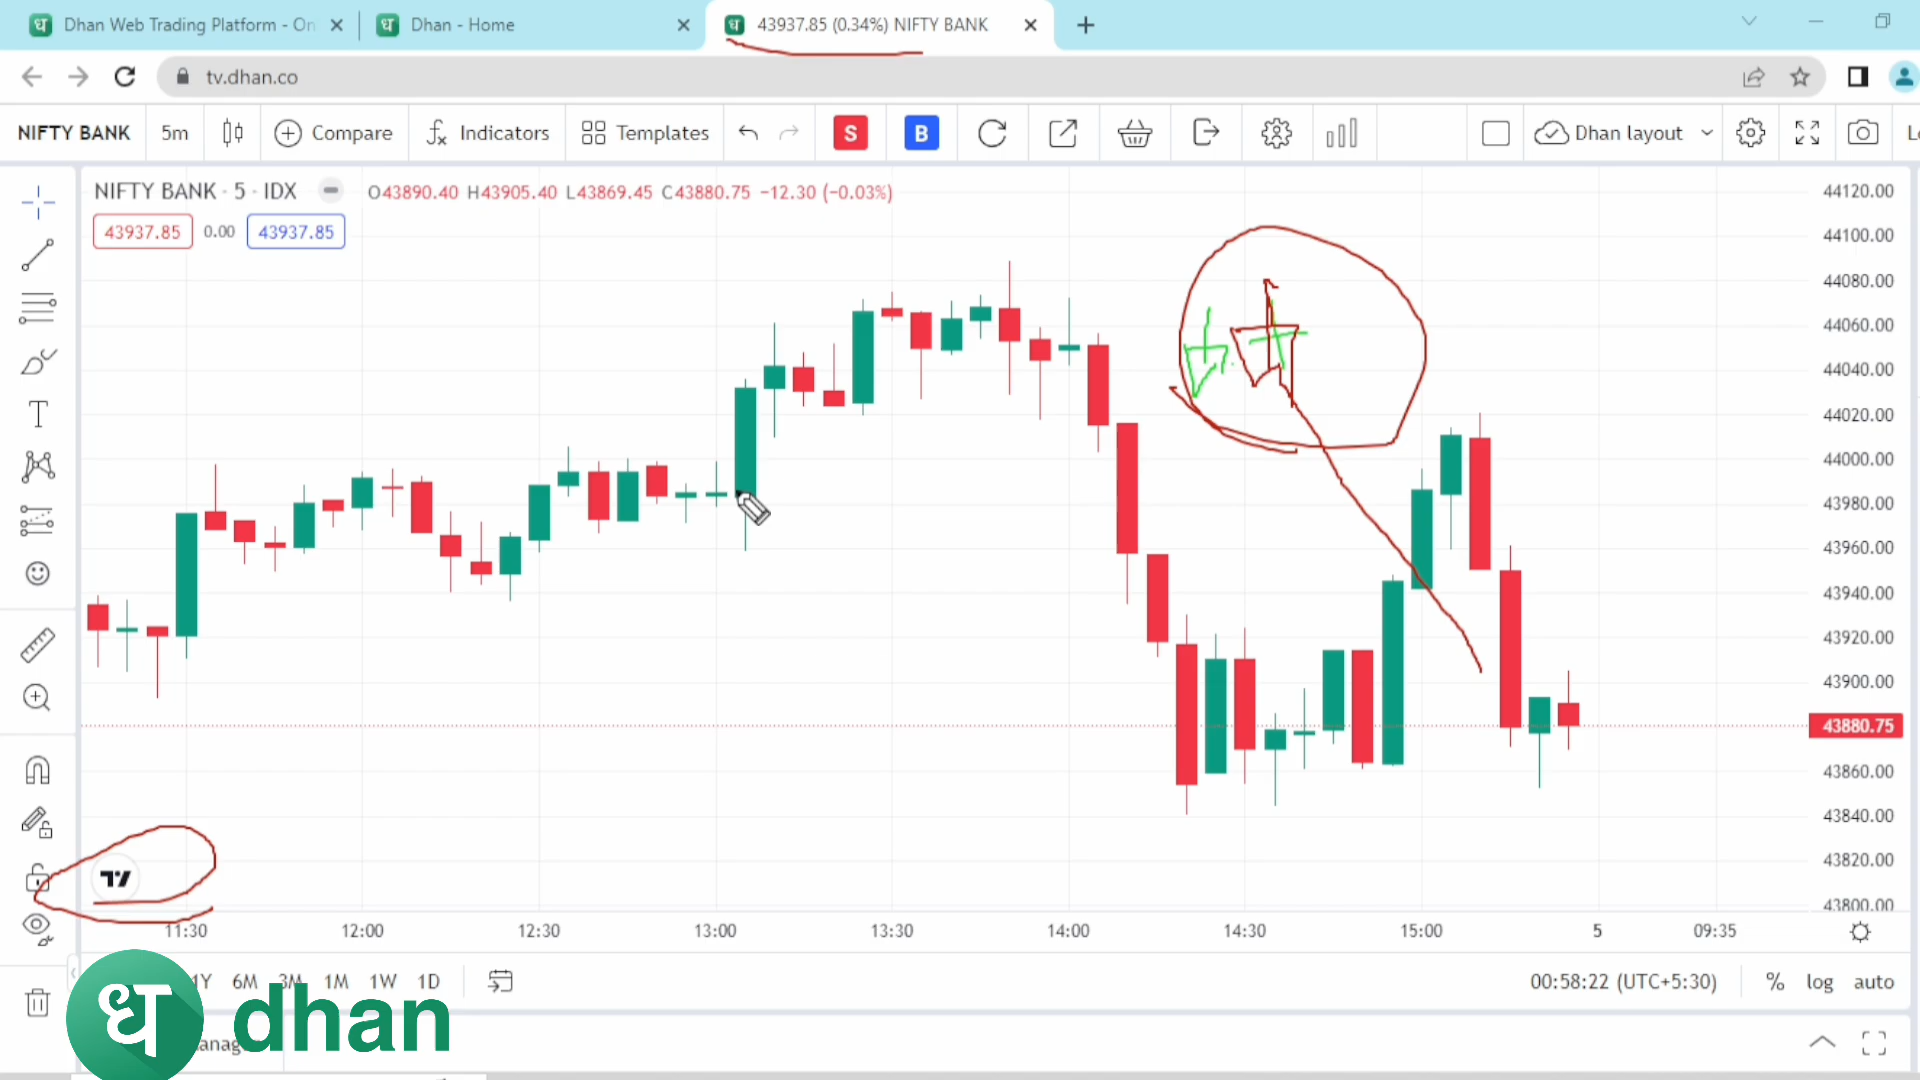 Dhan Web Trading Platform - On
Dhan - Home
43937.85 (0.34%) NIFTY BANK
tv.dhan.co
NIFTY BANK 5m Compare Indicators Templates S B Dhan layout
NIFTY BANK · 5 · IDX O43890.40 H43905.40 L43869.45 C43880.75 −12.30 (−0.03%)
43937.85 0.00 43937.85
44120.00
44100.00
44080.00
44060.00
44040.00
44020.00
44000.00
43980.00
43960.00
43940.00
43920.00
43900.00
43880.75
43860.00
43840.00
43820.00
43800.00
11:30 12:00 12:30 13:00 13:30 14:00 14:30 15:00 5 09:35
1Y 6M 3M 1M 1W 1D 00:58:22 (UTC+5:30) % log auto
ध dhan